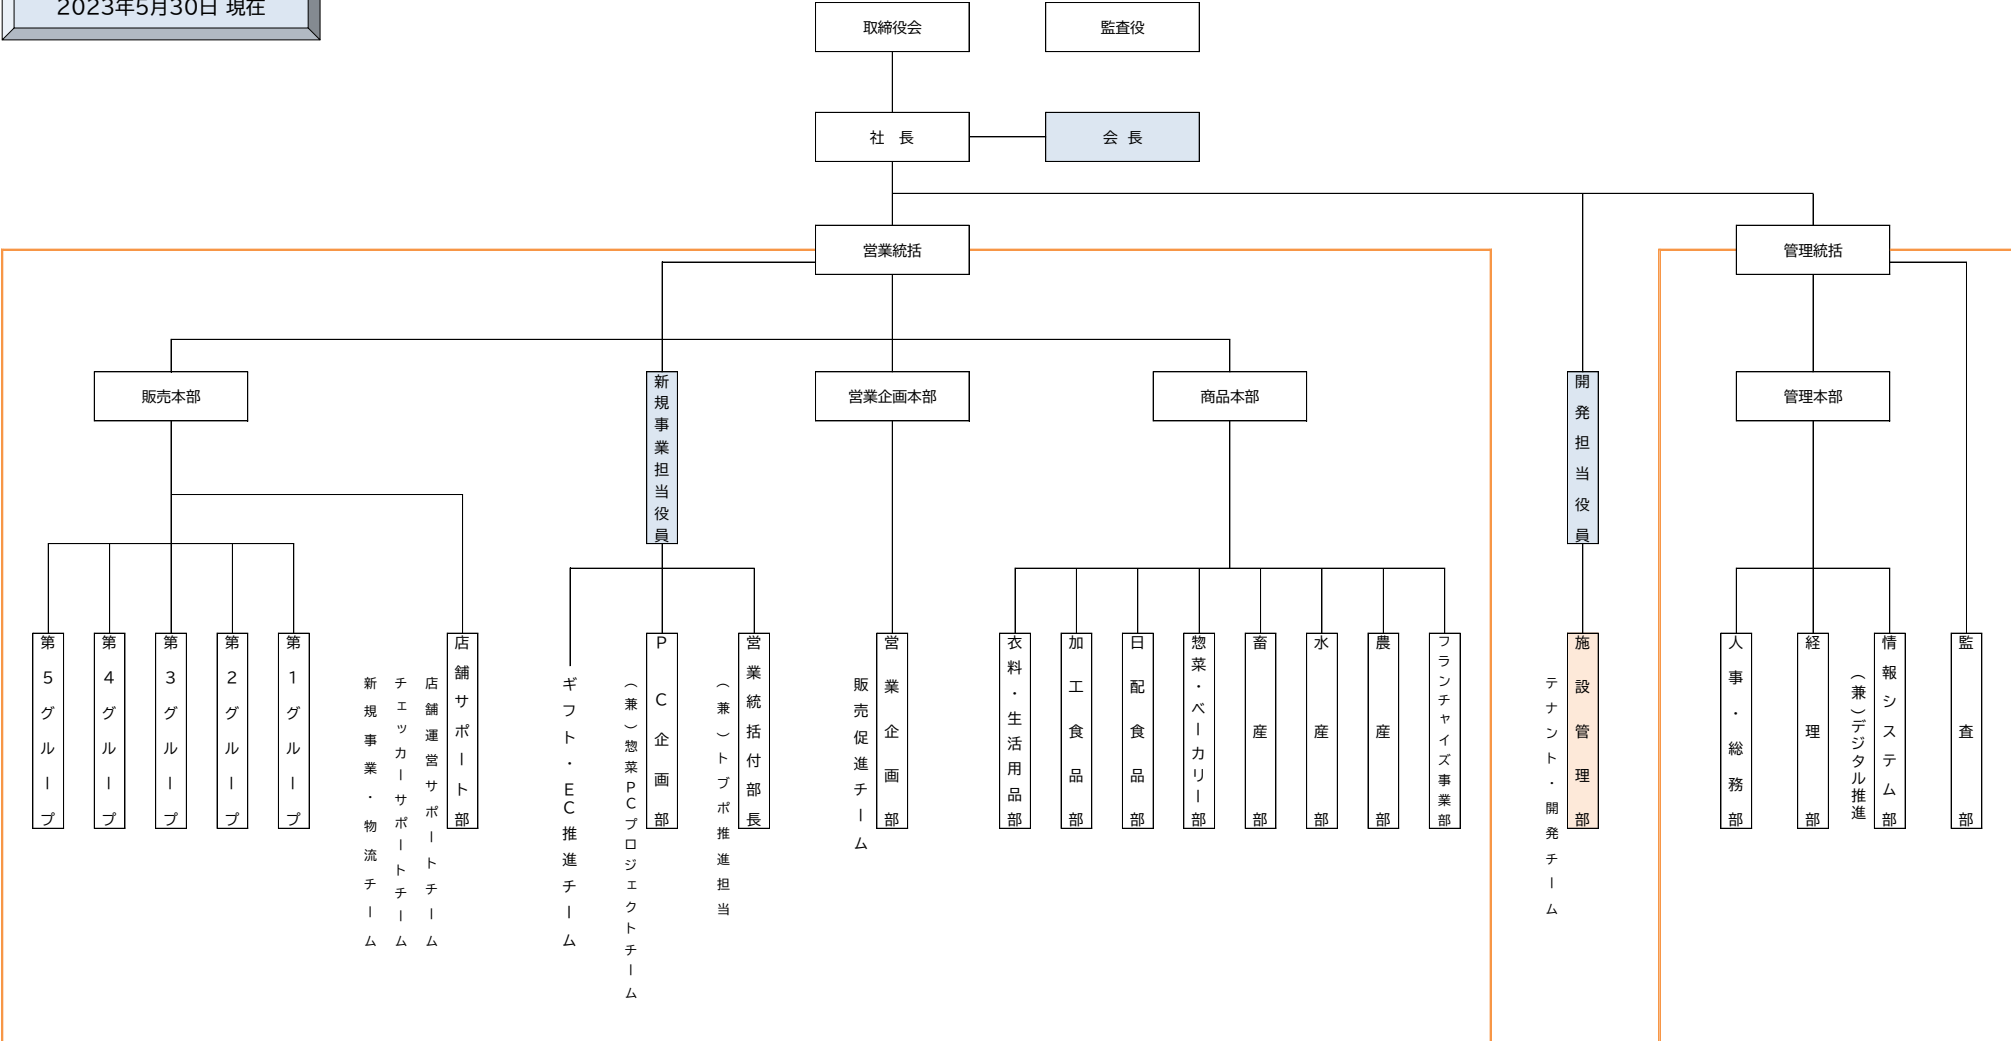 2023年5月30日 現在
取締役会
監査役
社　長
会 長
営業統括
管理統括
販売本部
新規事業担当役員
営業企画本部
商品本部
開発担当役員
管理本部
第５グループ
第４グループ
第３グループ
第２グループ
第１グループ
新規事業・物流チーム
チェッカーサポートチーム
店舗運営サポートチーム
店舗サポート部
ギフト・ＥＣ推進チーム
（兼）惣菜ＰＣプロジェクトチーム
Ｐ Ｃ 企 画 部
（兼）トブポ推進担当
営業統括付部長
販売促進チーム
営業企画部
衣料・生活用品部
加工食品部
日配食品部
惣菜・ベーカリー部
畜産部
水産部
農産部
フランチャイズ事業部
テナント・開発チーム
施設管理部
人事・総務部
経理部
（兼）デジタル推進
情報システム部
監査部